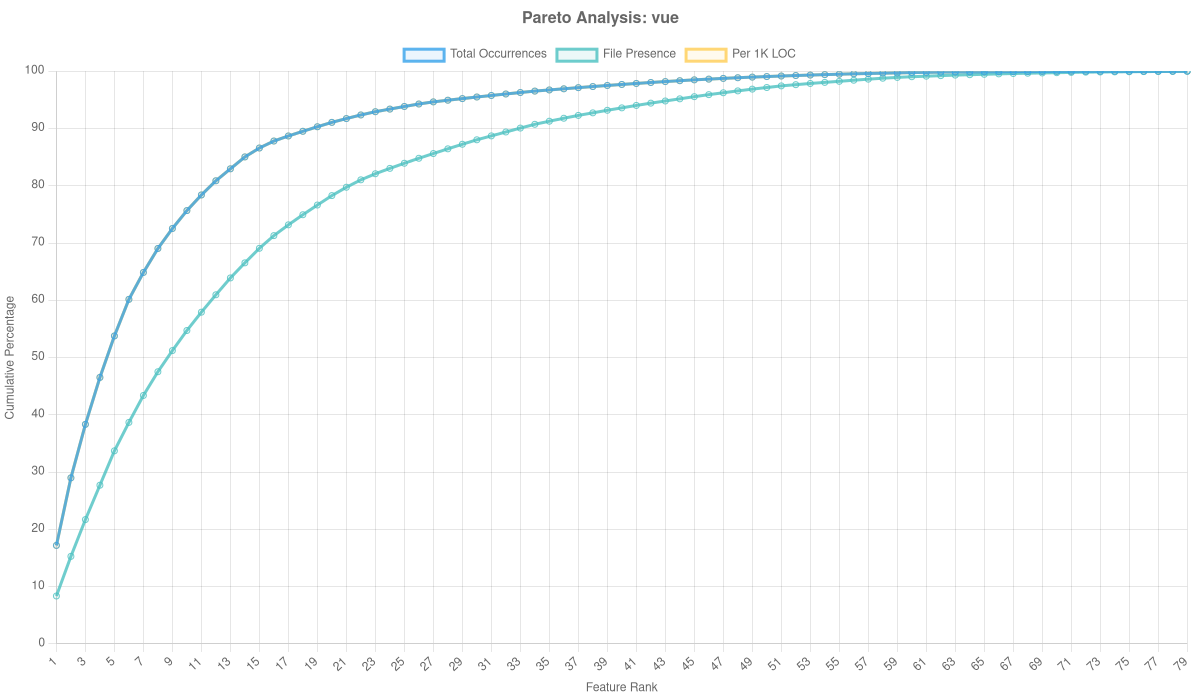 Pareto Analysis: vue
Total Occurrences File Presence Per 1K LOC
100
90
80
70
60
50
40
30
20
10
0
Cumulative Percentage
1 3 5 7 9 11 13 15 17 19 21 23 25 27 29 31 33 35 37 39 41 43 45 47 49 51 53 55 57 59 61 63 65 67 69 71 73 75 77 79
Feature Rank